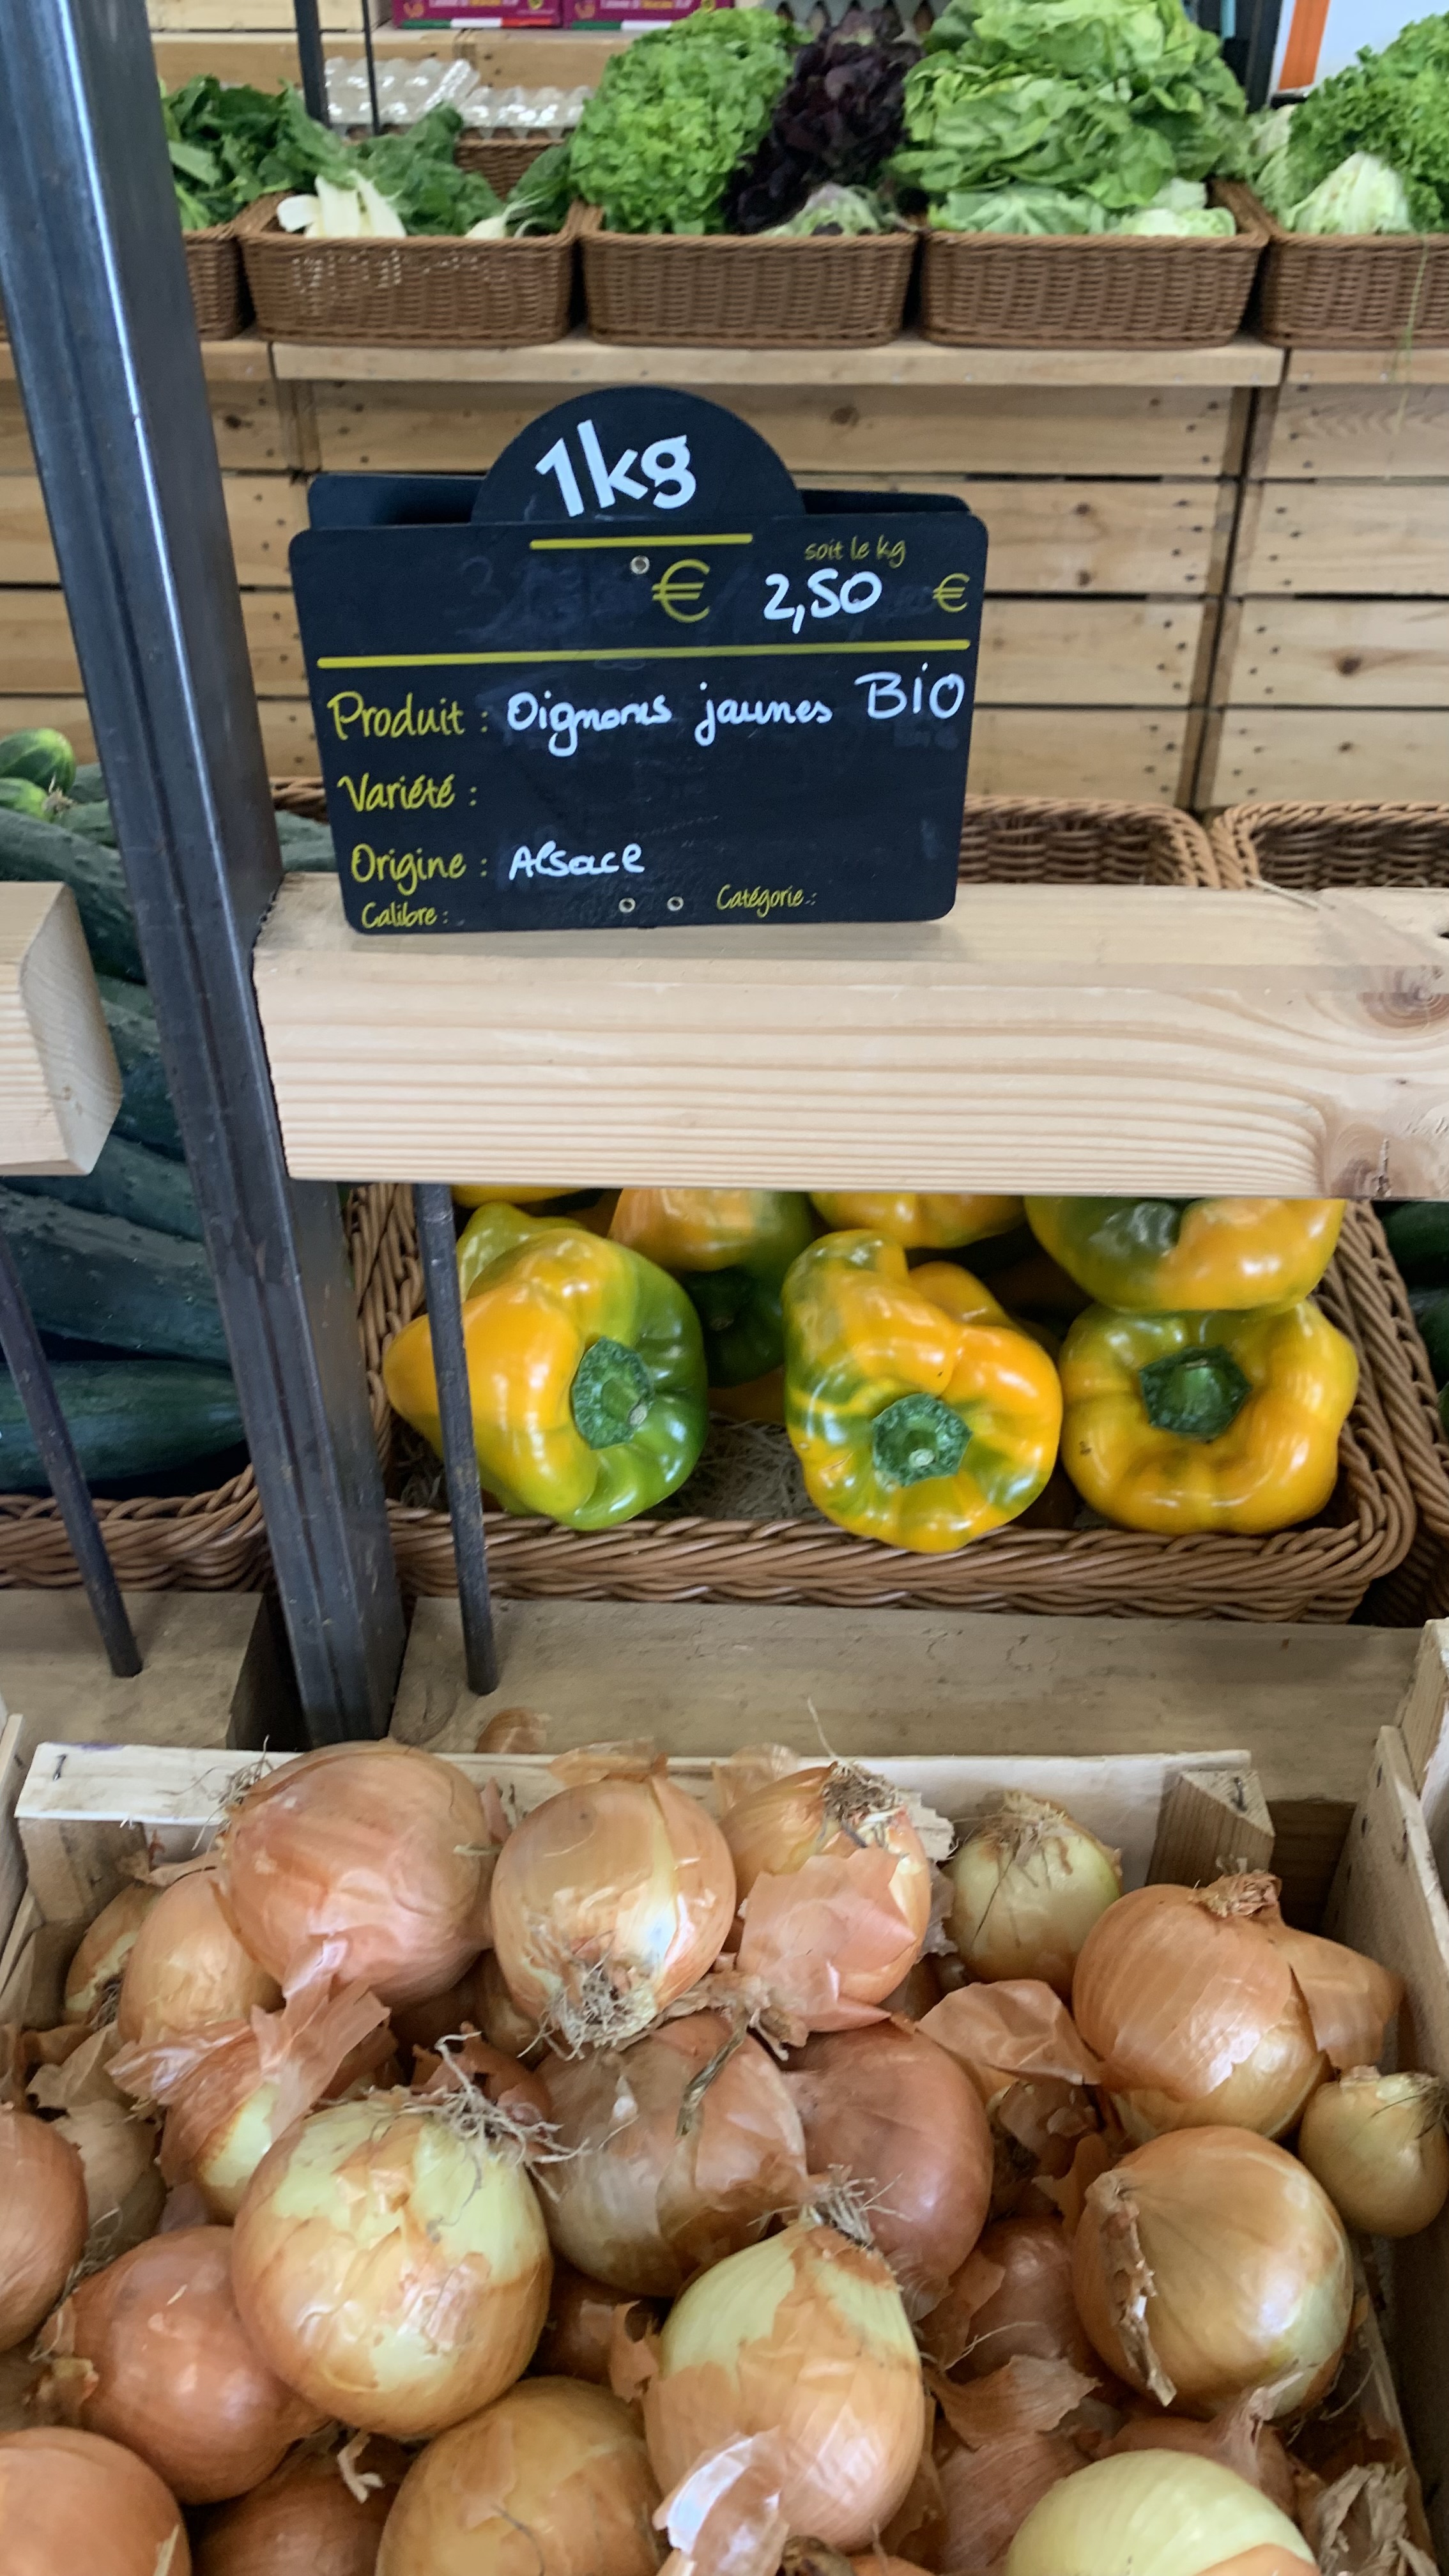 1kg
soit le kg
€ 2,50 €
Produit : Oignons jaunes BIO
Variété :
Origine : Alsace
Calibre : Catégorie :